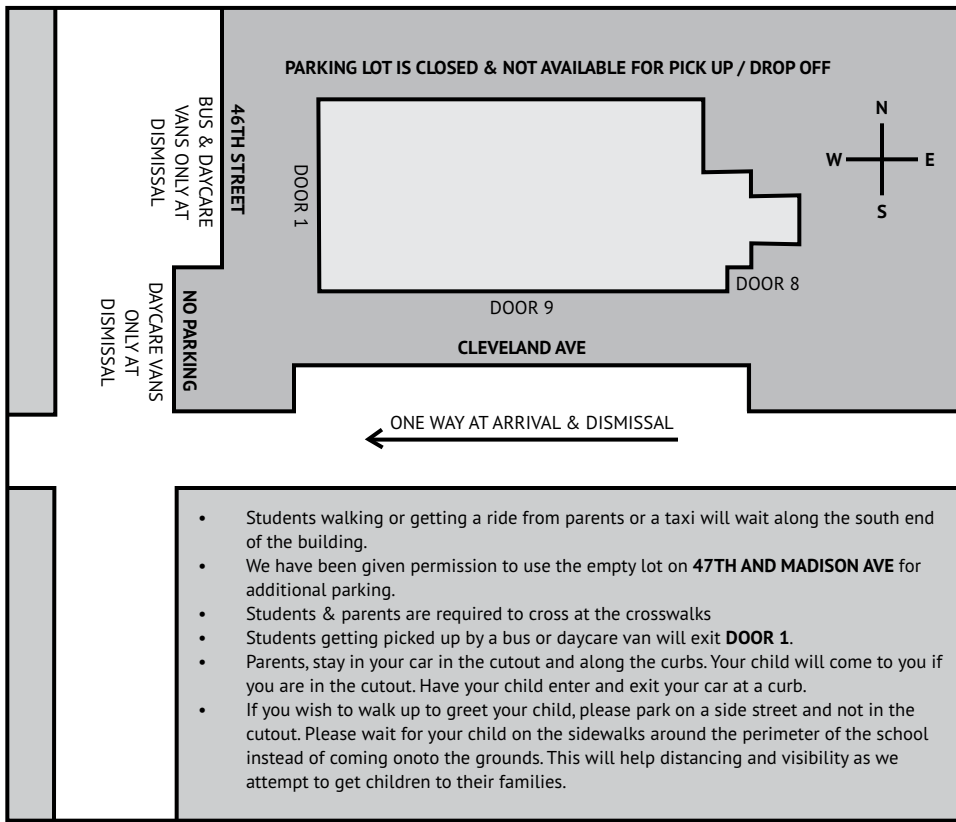 PARKING LOT IS CLOSED & NOT AVAILABLE FOR PICK UP / DROP OFF
BUS & DAYCARE
VANS ONLY AT
DISMISSAL
46TH STREET
DOOR 1
N
W
E
S
DOOR 8
DOOR 9
DAYCARE VANS
ONLY AT
DISMISSAL
NO PARKING
CLEVELAND AVE
ONE WAY AT ARRIVAL & DISMISSAL
• Students walking or getting a ride from parents or a taxi will wait along the south end
of the building.
• We have been given permission to use the empty lot on 47TH AND MADISON AVE for
additional parking.
• Students & parents are required to cross at the crosswalks
• Students getting picked up by a bus or daycare van will exit DOOR 1.
• Parents, stay in your car in the cutout and along the curbs. Your child will come to you if
you are in the cutout. Have your child enter and exit your car at a curb.
• If you wish to walk up to greet your child, please park on a side street and not in the
cutout. Please wait for your child on the sidewalks around the perimeter of the school
instead of coming onoto the grounds. This will help distancing and visibility as we
attempt to get children to their families.